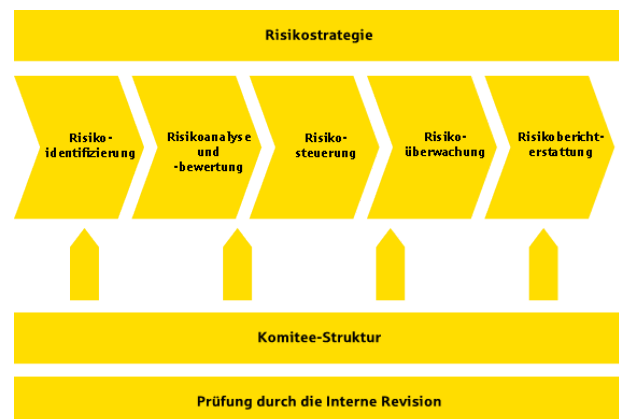 Risikostrategie
Risiko-
identifizierung
Risikoanalyse
und
-bewertung
Risiko-
steuerung
Risiko-
überwachung
Risikobericht-
erstattung
Komitee-Struktur
Prüfung durch die Interne Revision